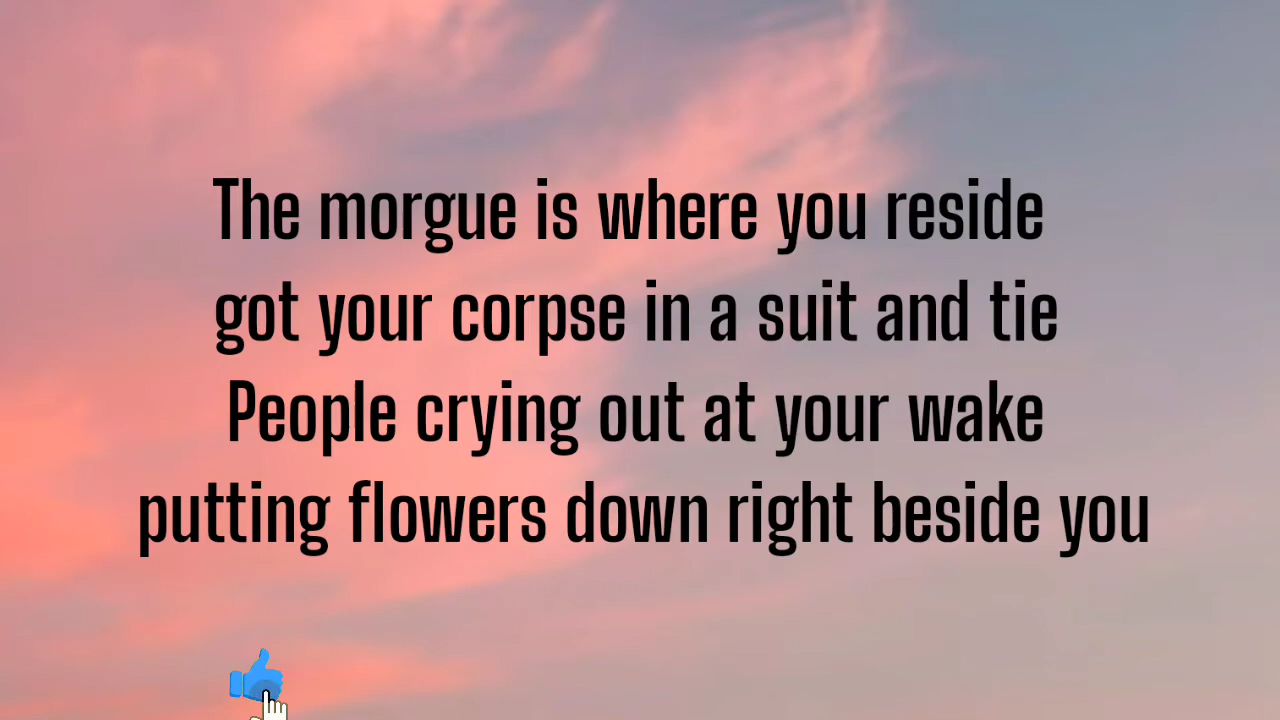 The morgue is where you reside
got your corpse in a suit and tie
People crying out at your wake
putting flowers down right beside you